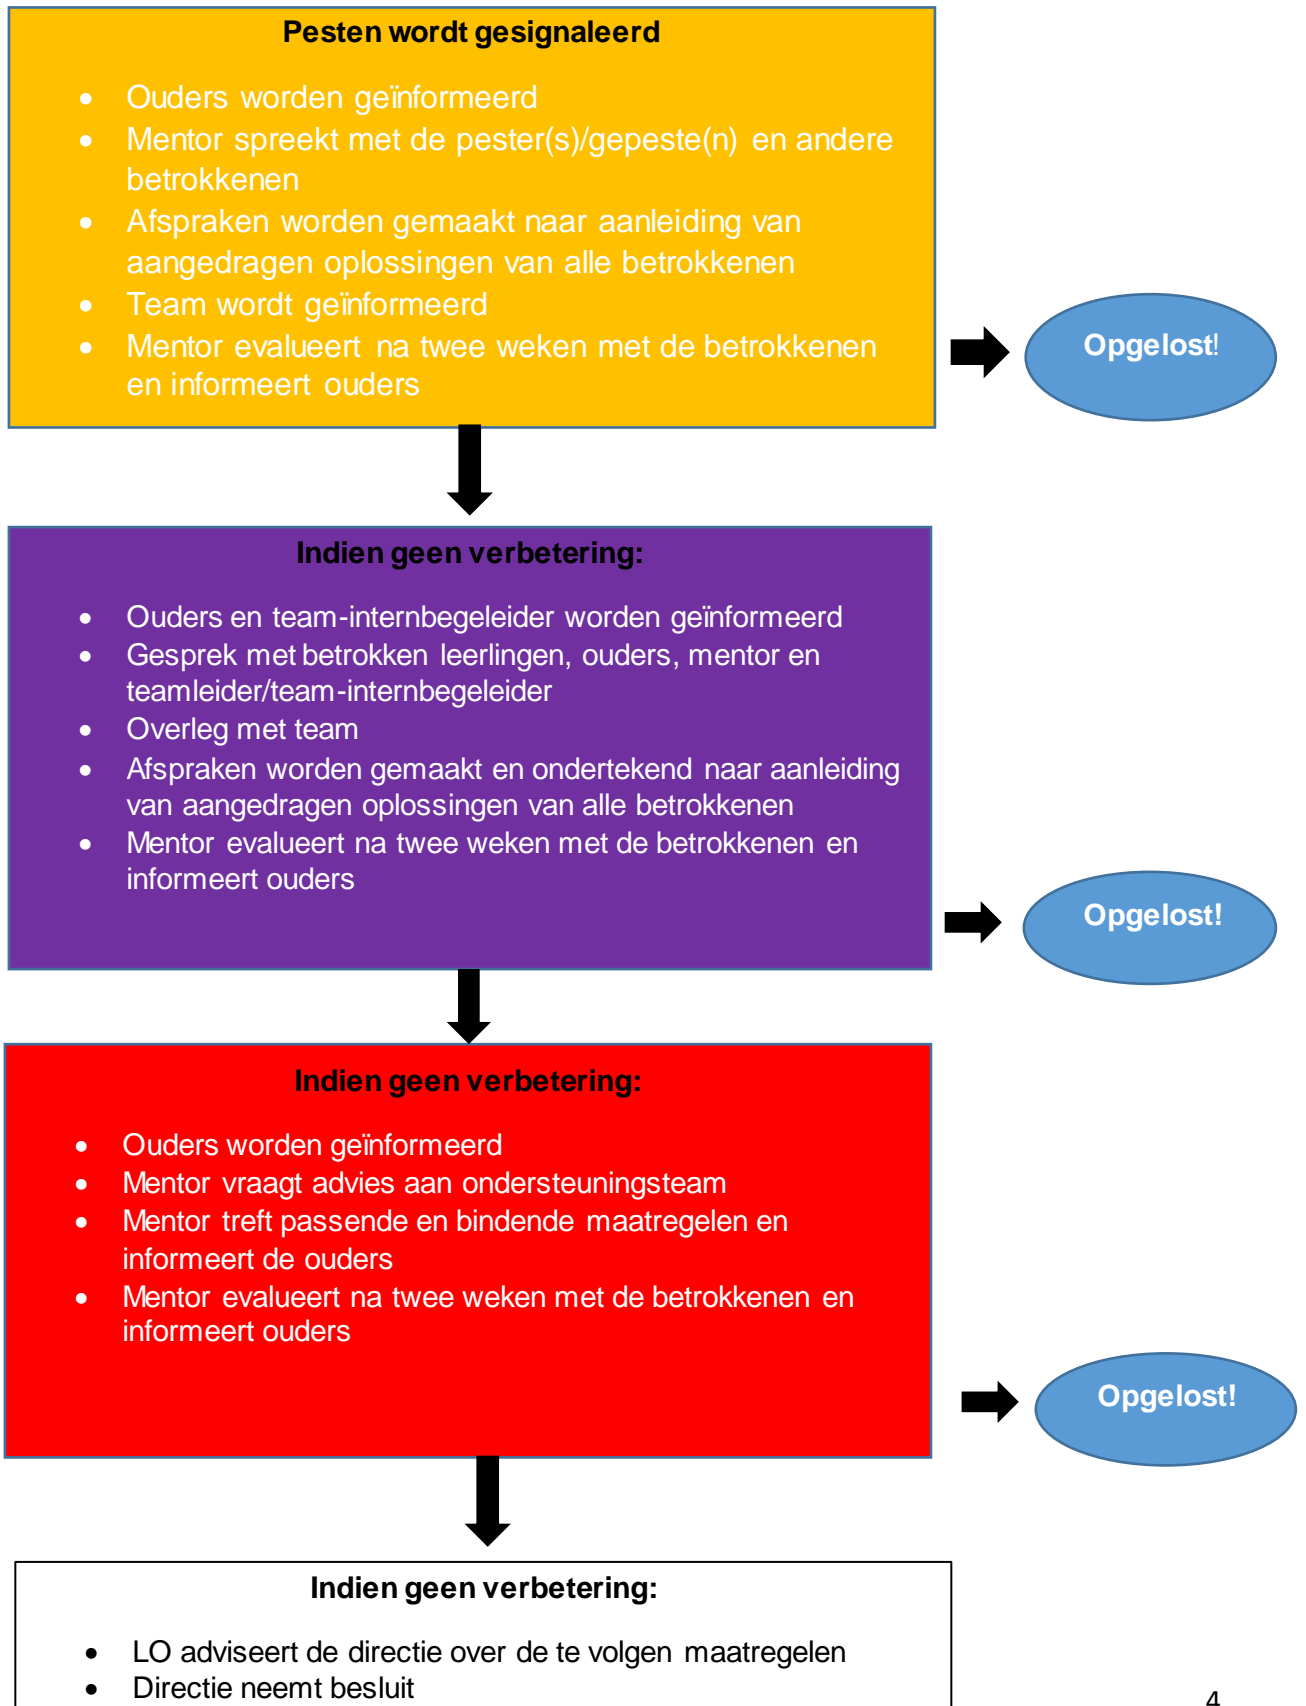 Pesten wordt gesignaleerd
• Ouders worden geïnformeerd
• Mentor spreekt met de pester(s)/gepeste(n) en andere
betrokkenen
• Afspraken worden gemaakt naar aanleiding van
aangedragen oplossingen van alle betrokkenen
• Team wordt geïnformeerd
• Mentor evalueert na twee weken met de betrokkenen
en informeert ouders
Opgelost!
Indien geen verbetering:
• Ouders en team-internbegeleider worden geïnformeerd
• Gesprek met betrokken leerlingen, ouders, mentor en
teamleider/team-internbegeleider
• Overleg met team
• Afspraken worden gemaakt en ondertekend naar aanleiding
van aangedragen oplossingen van alle betrokkenen
• Mentor evalueert na twee weken met de betrokkenen en
informeert ouders
Opgelost!
Indien geen verbetering:
• Ouders worden geïnformeerd
• Mentor vraagt advies aan ondersteuningsteam
• Mentor treft passende en bindende maatregelen en
informeert de ouders
• Mentor evalueert na twee weken met de betrokkenen en
informeert ouders
Opgelost!
Indien geen verbetering:
• LO adviseert de directie over de te volgen maatregelen
• Directie neemt besluit
4